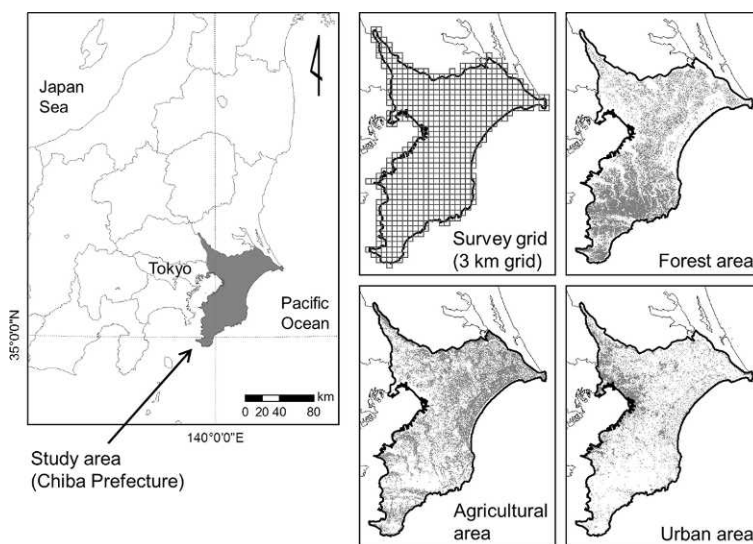 Japan
Sea
Tokyo
Pacific
Ocean
35°0'0"N
km
0 20 40 80
140°0'0"E
Study area
(Chiba Prefecture)
Survey grid
(3 km grid)
Forest area
Agricultural
area
Urban area